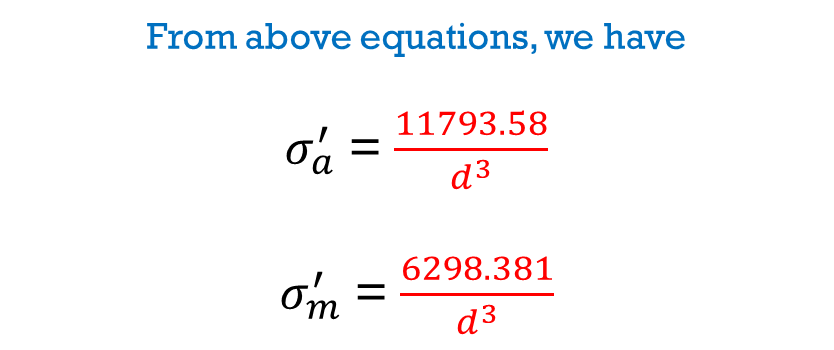 From above equations, we have
σ′ₐ = 11793.58 / d³
σ′ₘ = 6298.381 / d³